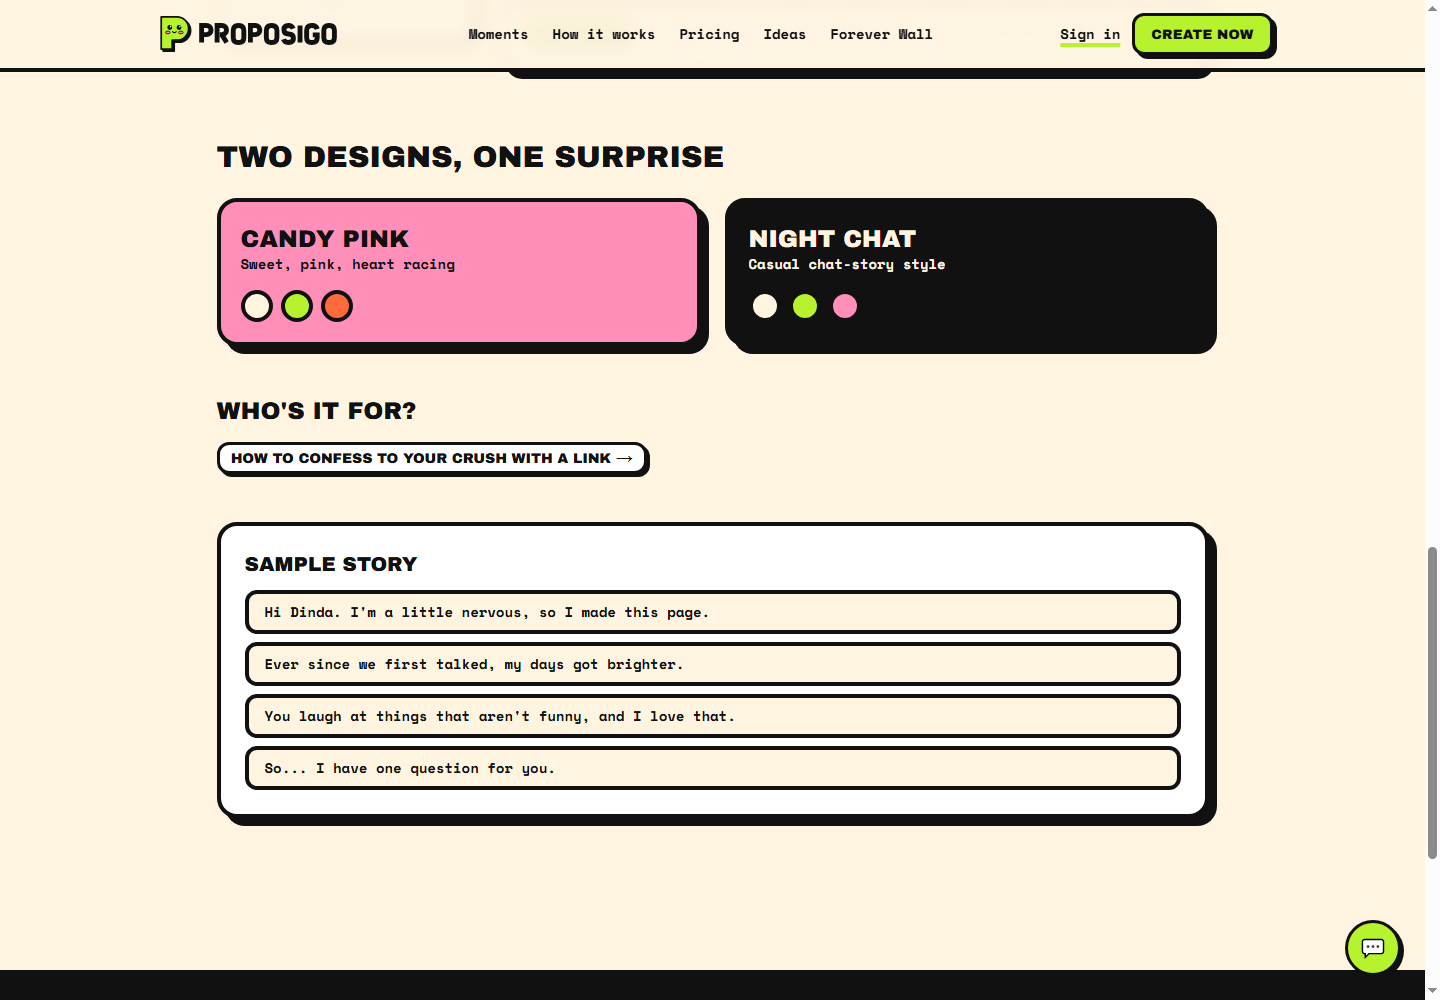 PROPOSIGO
Moments
How it works
Pricing
Ideas
Forever Wall
Sign in
CREATE NOW
TWO DESIGNS, ONE SURPRISE
CANDY PINK
Sweet, pink, heart racing
NIGHT CHAT
Casual chat-story style
WHO'S IT FOR?
HOW TO CONFESS TO YOUR CRUSH WITH A LINK →
SAMPLE STORY
Hi Dinda. I'm a little nervous, so I made this page.
Ever since we first talked, my days got brighter.
You laugh at things that aren't funny, and I love that.
So... I have one question for you.